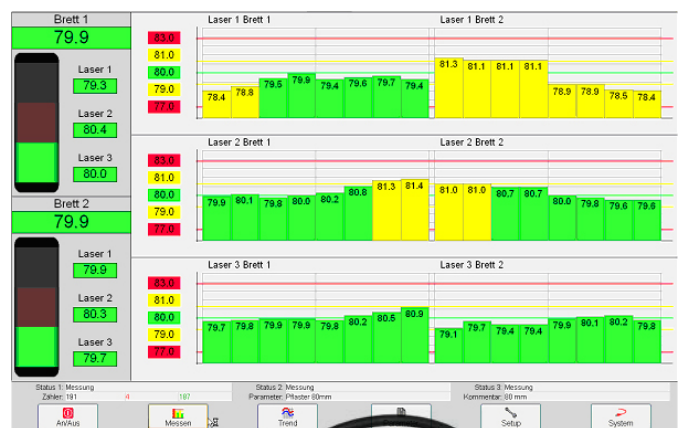 Brett 1
79.9
Laser 1
79.3
Laser 2
80.4
Laser 3
80.0
Brett 2
79.9
Laser 1
79.9
Laser 2
80.3
Laser 3
79.7
Laser 1 Brett 1 Laser 1 Brett 2
83.0
81.0
80.0
79.0
77.0
78.4 78.8 79.5 79.9 79.4 79.6 79.7 79.4 81.3 81.1 81.1 81.1 78.9 78.9 78.5 78.4
Laser 2 Brett 1 Laser 2 Brett 2
83.0
81.0
80.0
79.0
77.0
79.9 80.1 79.8 80.0 80.2 80.8 81.3 81.4 81.0 81.0 80.7 80.7 80.0 79.8 79.6 79.6
Laser 3 Brett 1 Laser 3 Brett 2
83.0
81.0
80.0
79.0
77.0
79.7 79.8 79.9 79.9 79.8 80.2 80.5 80.9 79.1 79.7 79.4 79.4 79.9 80.1 80.2 79.8
Status 1: Messung Status 2: Messung Status 3: Messung
Zähler: 191 /4 187 Parameter: Pflaster 80mm Kommentar: 80 mm
An/Aus Messen Trend Setup System